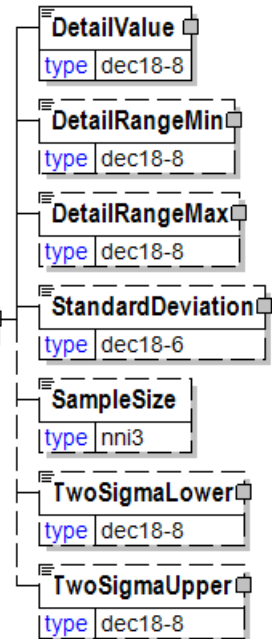 DetailValue
type dec18-8
DetailRangeMin
type dec18-8
DetailRangeMax
type dec18-8
StandardDeviation
type dec18-6
SampleSize
type nni3
TwoSigmaLower
type dec18-8
TwoSigmaUpper
type dec18-8